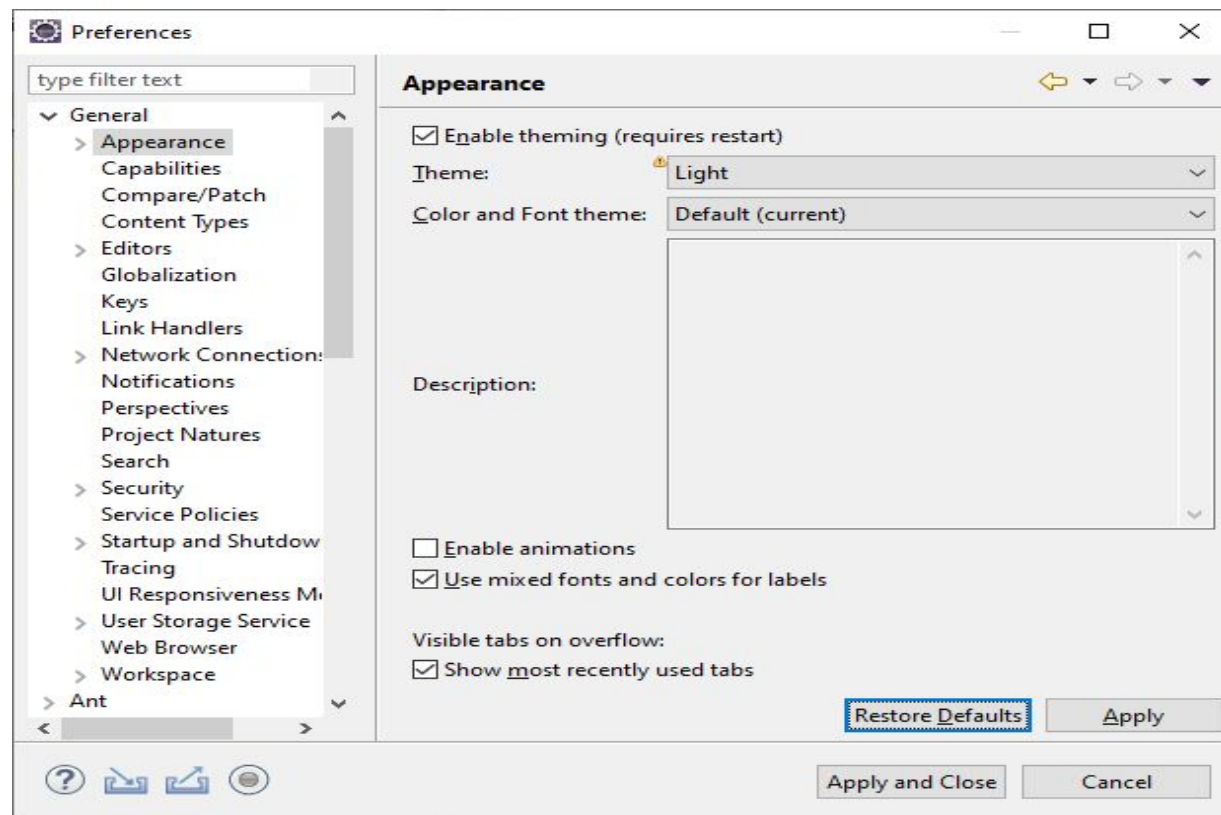 Preferences
type filter text
General
Appearance
Capabilities
Compare/Patch
Content Types
Editors
Globalization
Keys
Link Handlers
Network Connection
Notifications
Perspectives
Project Natures
Search
Security
Service Policies
Startup and Shutdow
Tracing
UI Responsiveness M
User Storage Service
Web Browser
Workspace
Ant
Appearance
Enable theming (requires restart)
Theme: Light
Color and Font theme: Default (current)
Description:
Enable animations
Use mixed fonts and colors for labels
Visible tabs on overflow:
Show most recently used tabs
Restore Defaults Apply
? Apply and Close Cancel